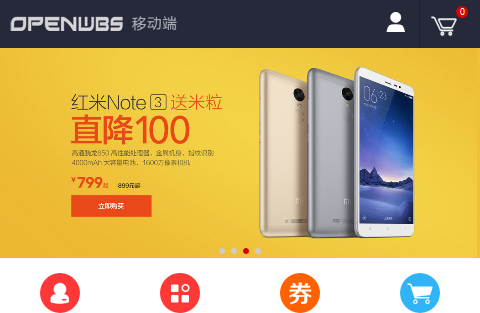 OPENWBS 移动端
0
红米Note 3 送米粒
直降100
高通骁龙650 高性能处理器，金属机身，指纹识别
4000mAh 大容量电池，1600万像素相机
¥799起 899元起
立即购买
06
券